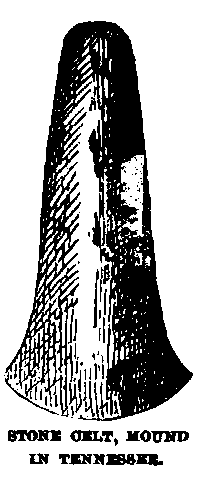 STONE CELT, MOUND
IN TENNESSEE.